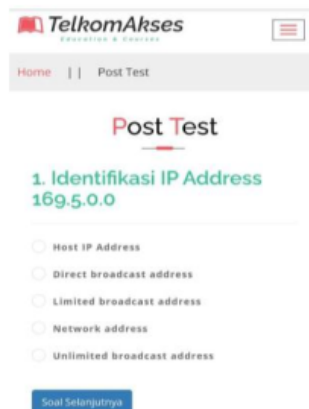 TelkomAkses
Education & Courses
Home || Post Test
Post Test
1. Identifikasi IP Address
169.5.0.0
Host IP Address
Direct broadcast address
Limited broadcast address
Network address
Unlimited broadcast address
Soal Selanjutnya